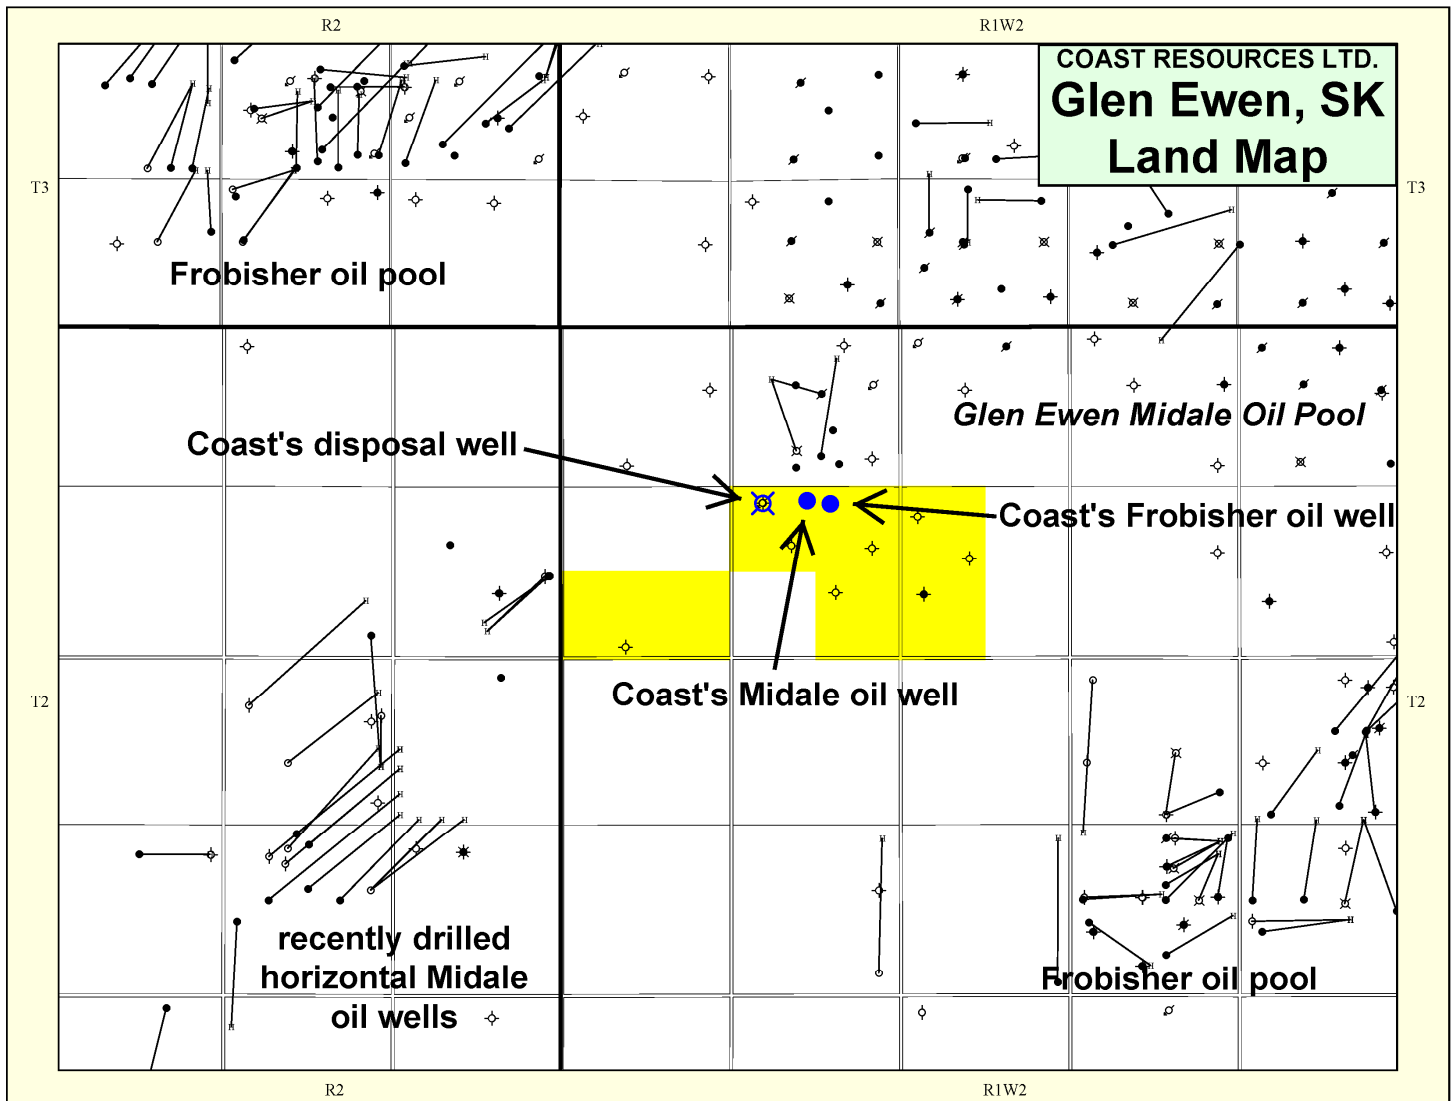 R2
R1W2
COAST RESOURCES LTD.
Glen Ewen, SK
Land Map
T3
T3
Frobisher oil pool
Glen Ewen Midale Oil Pool
Coast's disposal well
Coast's Frobisher oil well
Coast's Midale oil well
T2
T2
recently drilled
horizontal Midale
oil wells
Frobisher oil pool
R2
R1W2